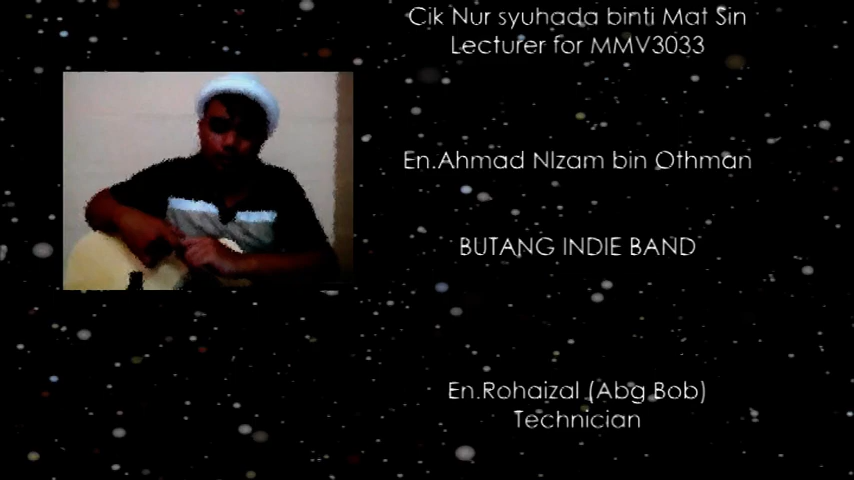 Cik Nur syuhada binti Mat Sin
Lecturer for MMV3033
En.Ahmad NIzam bin Othman
BUTANG INDIE BAND
En.Rohaizal (Abg.Bob)
Technician